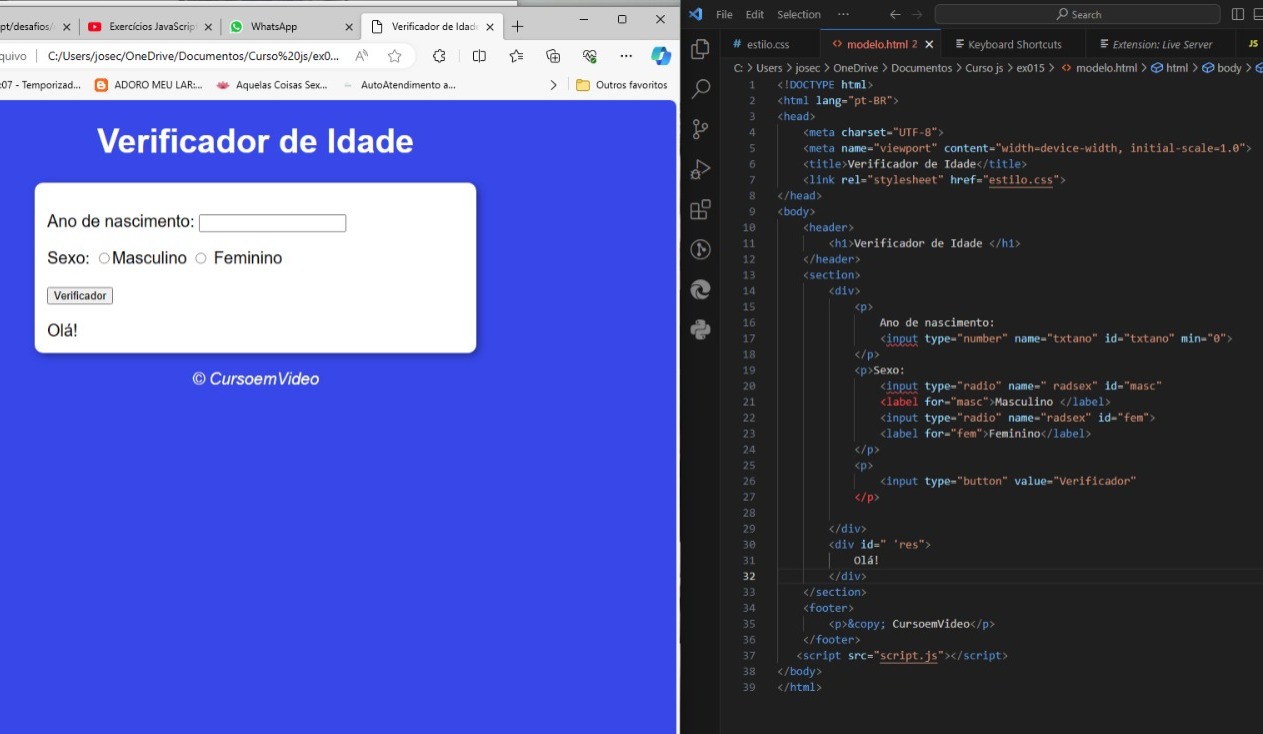 pt/desafios/
Exercícios JavaScrip
WhatsApp
Verificador de Idade
quivo
C:/Users/josec/OneDrive/Documentos/Curso%20js/ex0...
:07 - Temporizad...
ADORO MEU LAR:...
Aquelas Coisas Sex...
AutoAtendimento a...
Outros favoritos
Verificador de Idade
Ano de nascimento:
Sexo: Masculino Feminino
Verificador
Olá!
© CursoemVideo
File Edit Selection ...
Search
# estilo.css
<> modelo.html 2
Keyboard Shortcuts
Extension: Live Server
JS
C: > Users > josec > OneDrive > Documentos > Curso js > ex015 > <> modelo.html > html > body >
1 <!DOCTYPE html>
2 <html lang="pt-BR">
3 <head>
4 <meta charset="UTF-8">
5 <meta name="viewport" content="width=device-width, initial-scale=1.0">
6 <title>Verificador de Idade</title>
7 <link rel="stylesheet" href="estilo.css">
8 </head>
9 <body>
10 <header>
11 <h1>Verificador de Idade </h1>
12 </header>
13 <section>
14 <div>
15 <p>
16 Ano de nascimento:
17 <input type="number" name="txtano" id="txtano" min="0">
18 </p>
19 <p>Sexo:
20 <input type="radio" name=" radsex" id="masc"
21 <label for="masc">Masculino </label>
22 <input type="radio" name="radsex" id="fem">
23 <label for="fem">Feminino</label>
24 </p>
25 <p>
26 <input type="button" value="Verificador"
27 </p>
28
29 </div>
30 <div id=" 'res">
31 Olá!
32 </div>
33 </section>
34 <footer>
35 <p>&copy; CursoemVideo</p>
36 </footer>
37 <script src="script.js"></script>
38 </body>
39 </html>